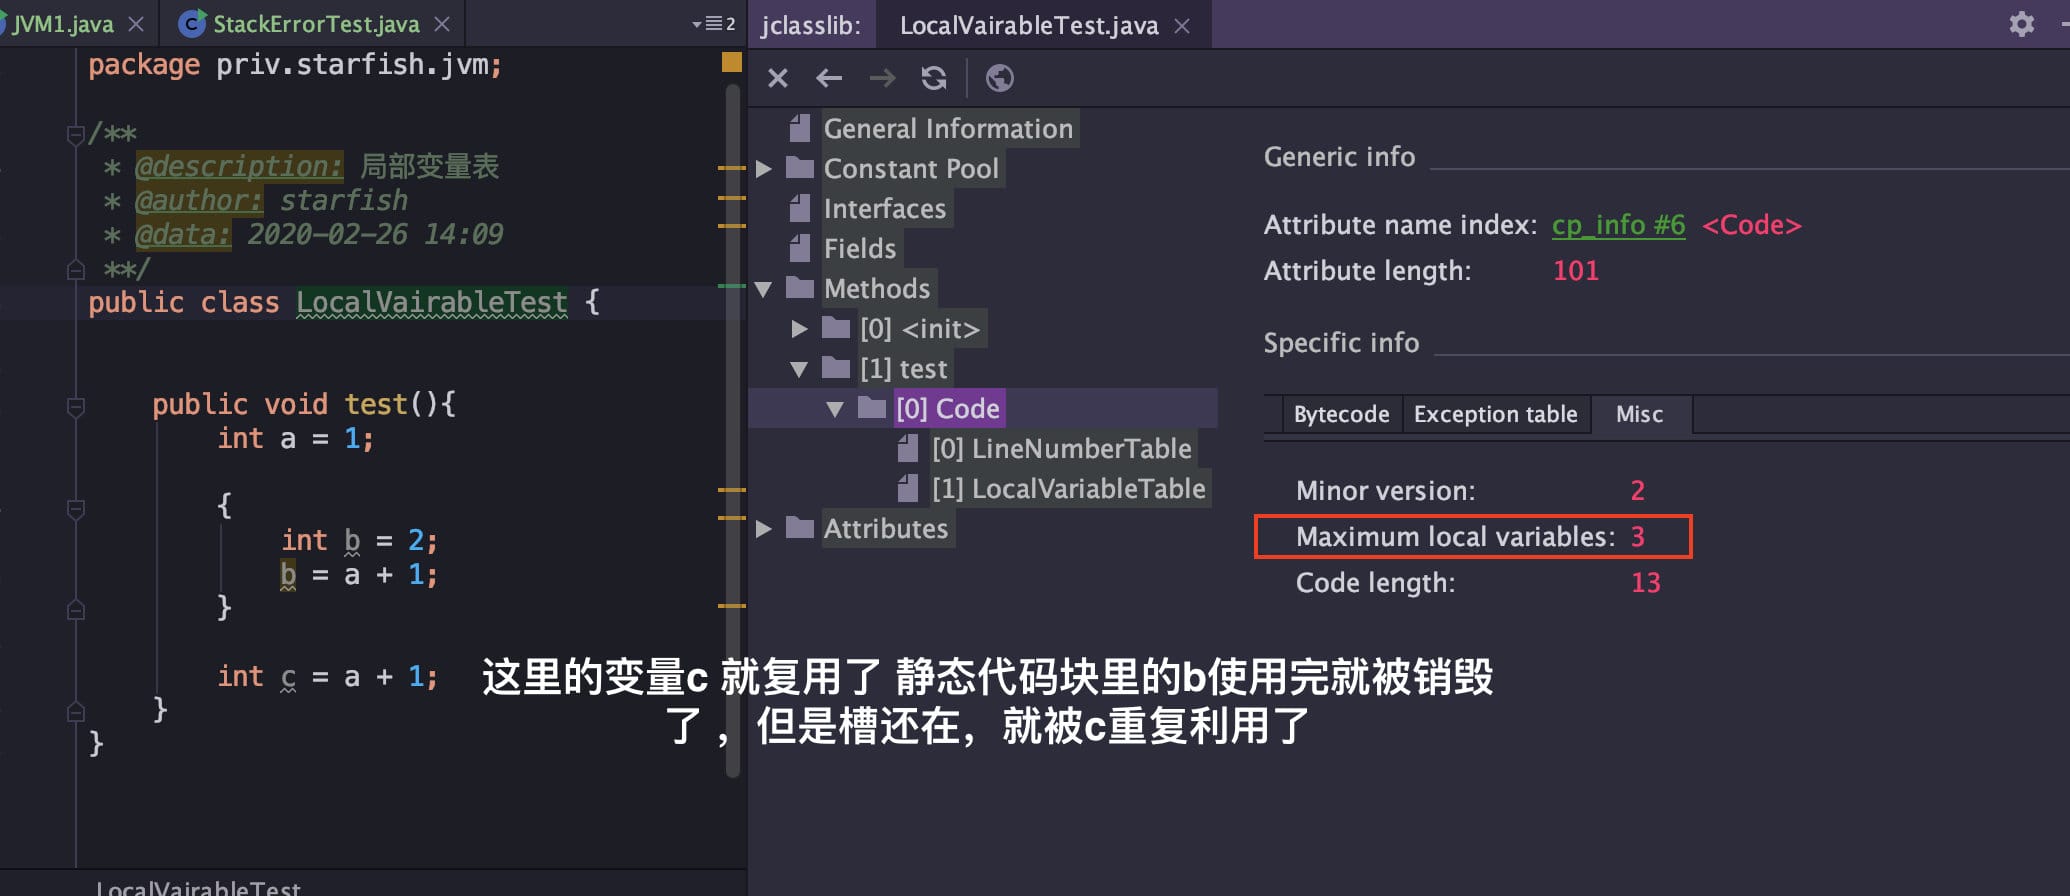 JVM1.java
StackErrorTest.java
2
package priv.starfish.jvm;
/**
* @description: 局部变量表
* @author: starfish
* @data: 2020-02-26 14:09
**/
public class LocalVairableTest {
public void test(){
int a = 1;
{
int b = 2;
b = a + 1;
}
int c = a + 1;
}
}
LocalVairableTest
jclasslib:
LocalVairableTest.java
General Information
Constant Pool
Interfaces
Fields
Methods
[0] <init>
[1] test
[0] Code
[0] LineNumberTable
[1] LocalVariableTable
Attributes
Generic info
Attribute name index: cp_info #6 <Code>
Attribute length: 101
Specific info
Bytecode
Exception table
Misc
Minor version: 2
Maximum local variables: 3
Code length: 13
这里的变量c 就复用了 静态代码块里的b使用完就被销毁
了 ，但是槽还在，就被c重复利用了